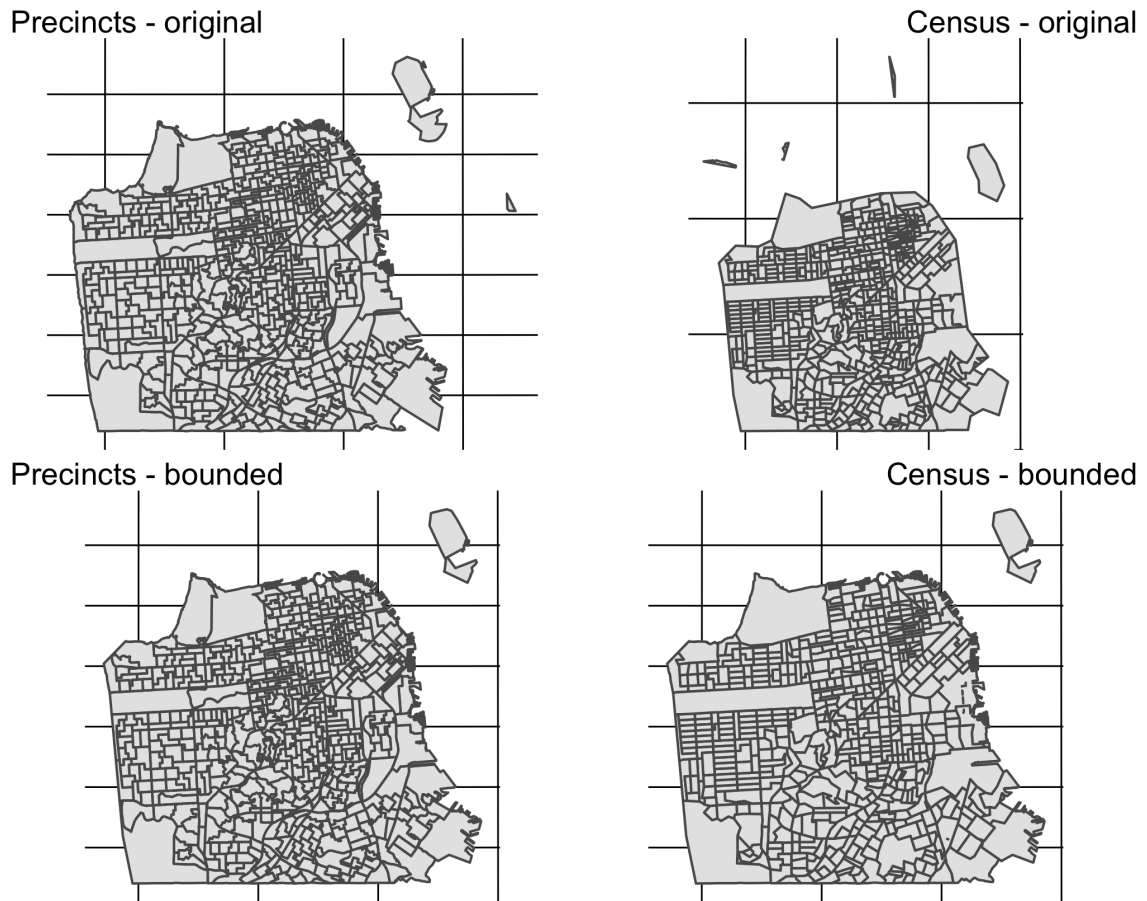 Precincts - original
Census - original
Precincts - bounded
Census - bounded